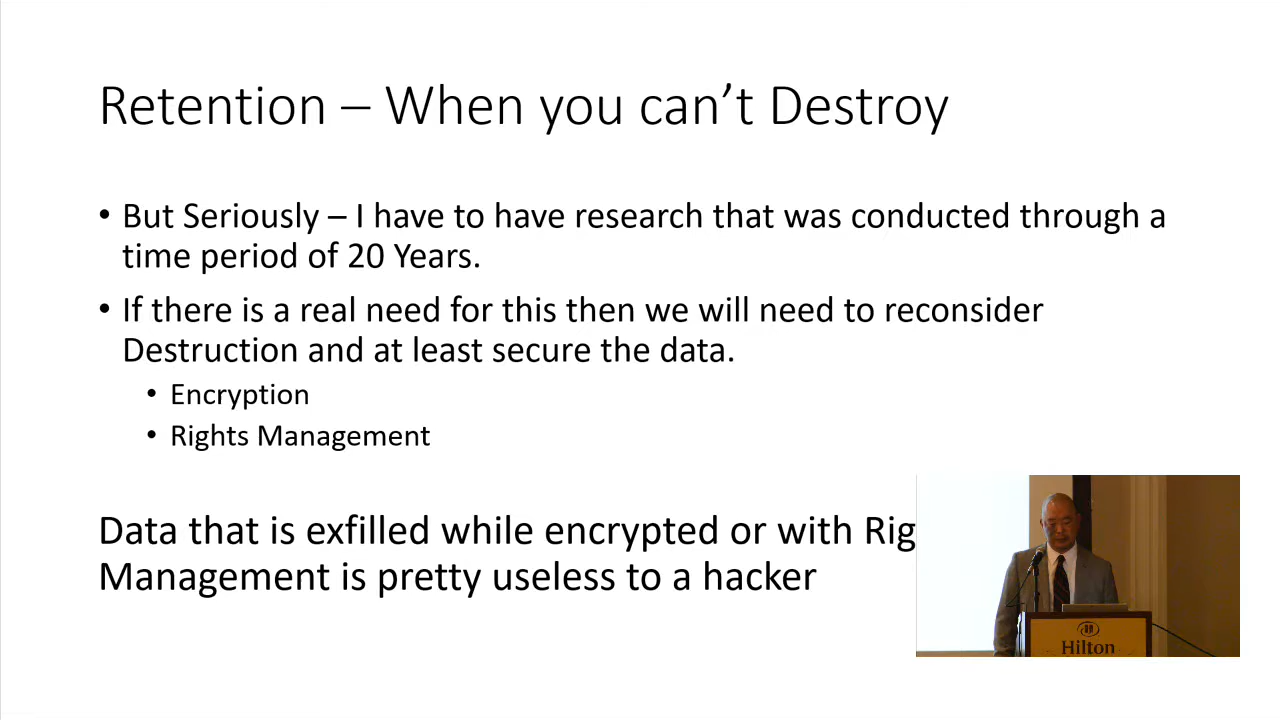 Retention – When you can’t Destroy
• But Seriously – I have to have research that was conducted through a
time period of 20 Years.
• If there is a real need for this then we will need to reconsider
Destruction and at least secure the data.
• Encryption
• Rights Management
Data that is exfilled while encrypted or with Rig
Management is pretty useless to a hacker
Hilton